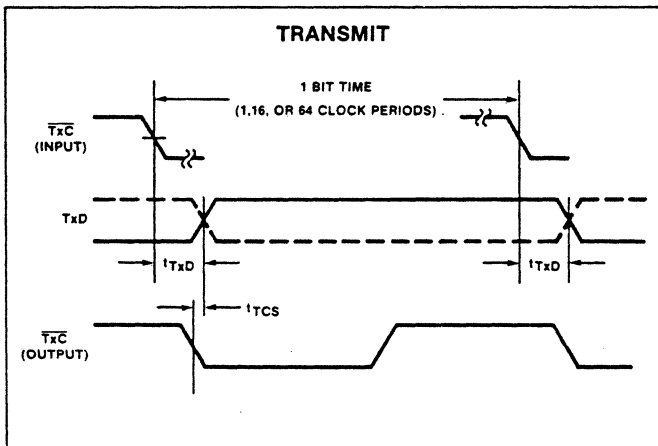 TRANSMIT
1 BIT TIME
(1,16, OR 64 CLOCK PERIODS)
TxC
(INPUT)
TxD
tTxD
tTxD
tTCS
TxC
(OUTPUT)